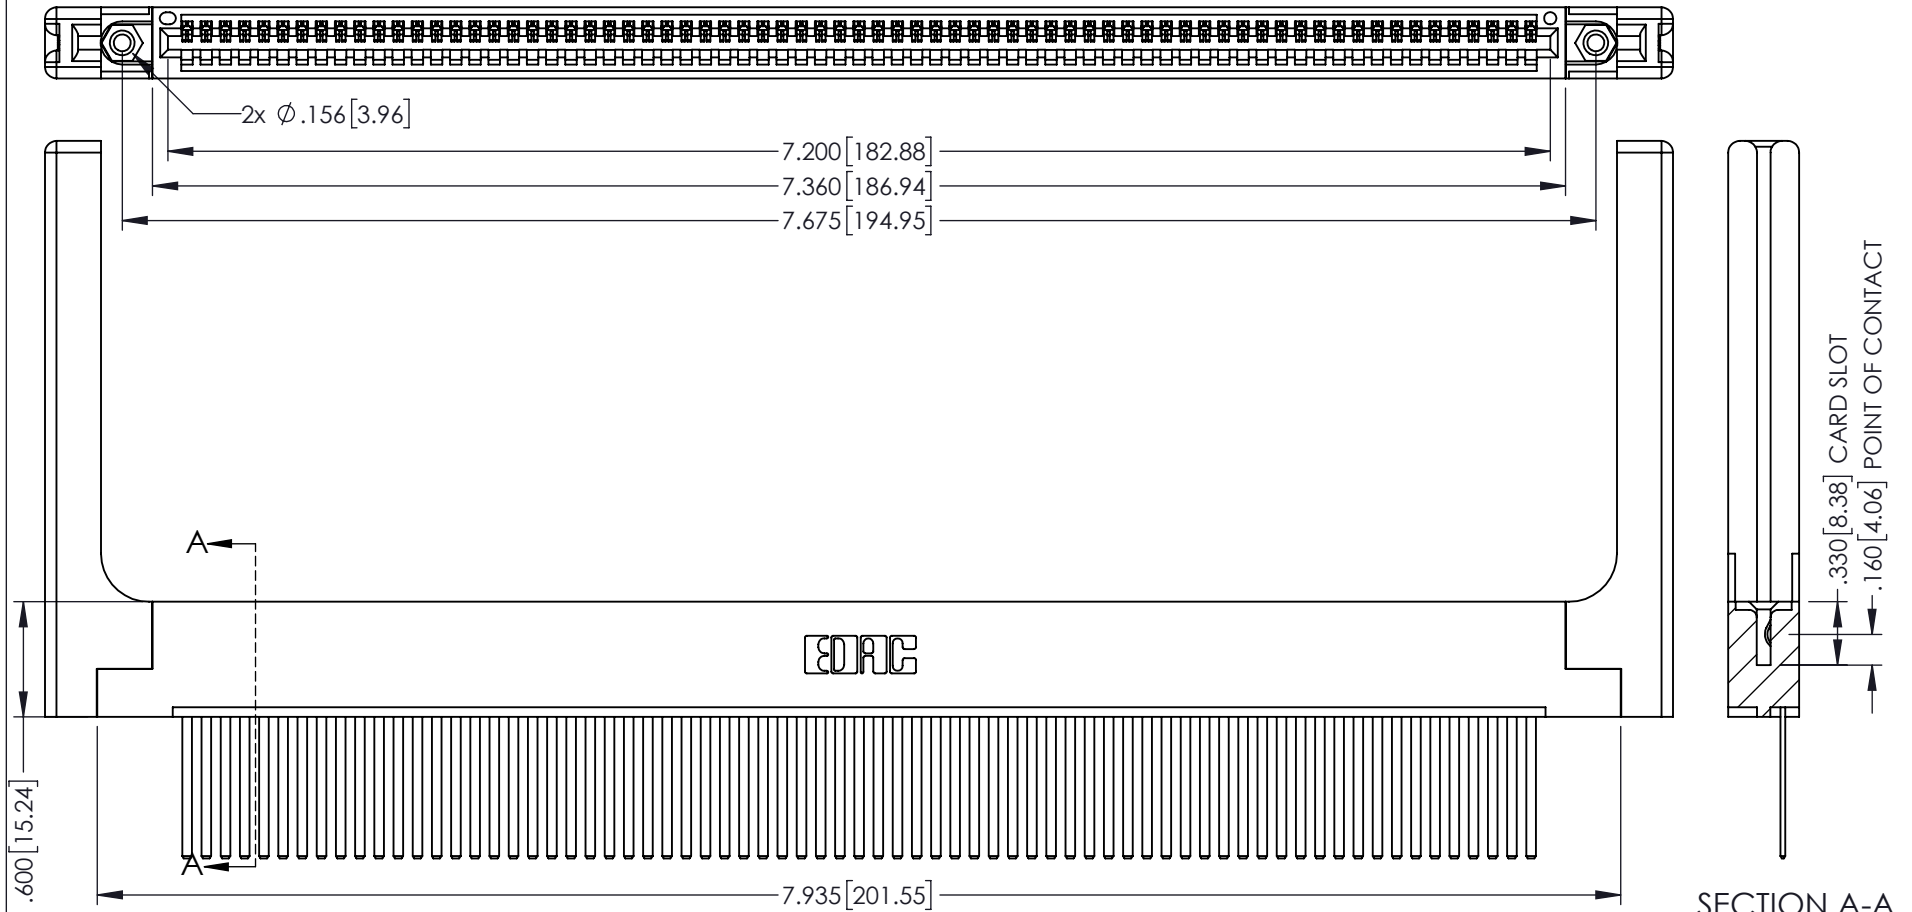 2x Ø.156[3.96]
7.200[182.88]
7.360[186.94]
7.675[194.95]
.330[8.38] CARD SLOT
.160[4.06] POINT OF CONTACT
A
EDAC
A
.600[15.24]
7.935[201.55]
SECTION A-A